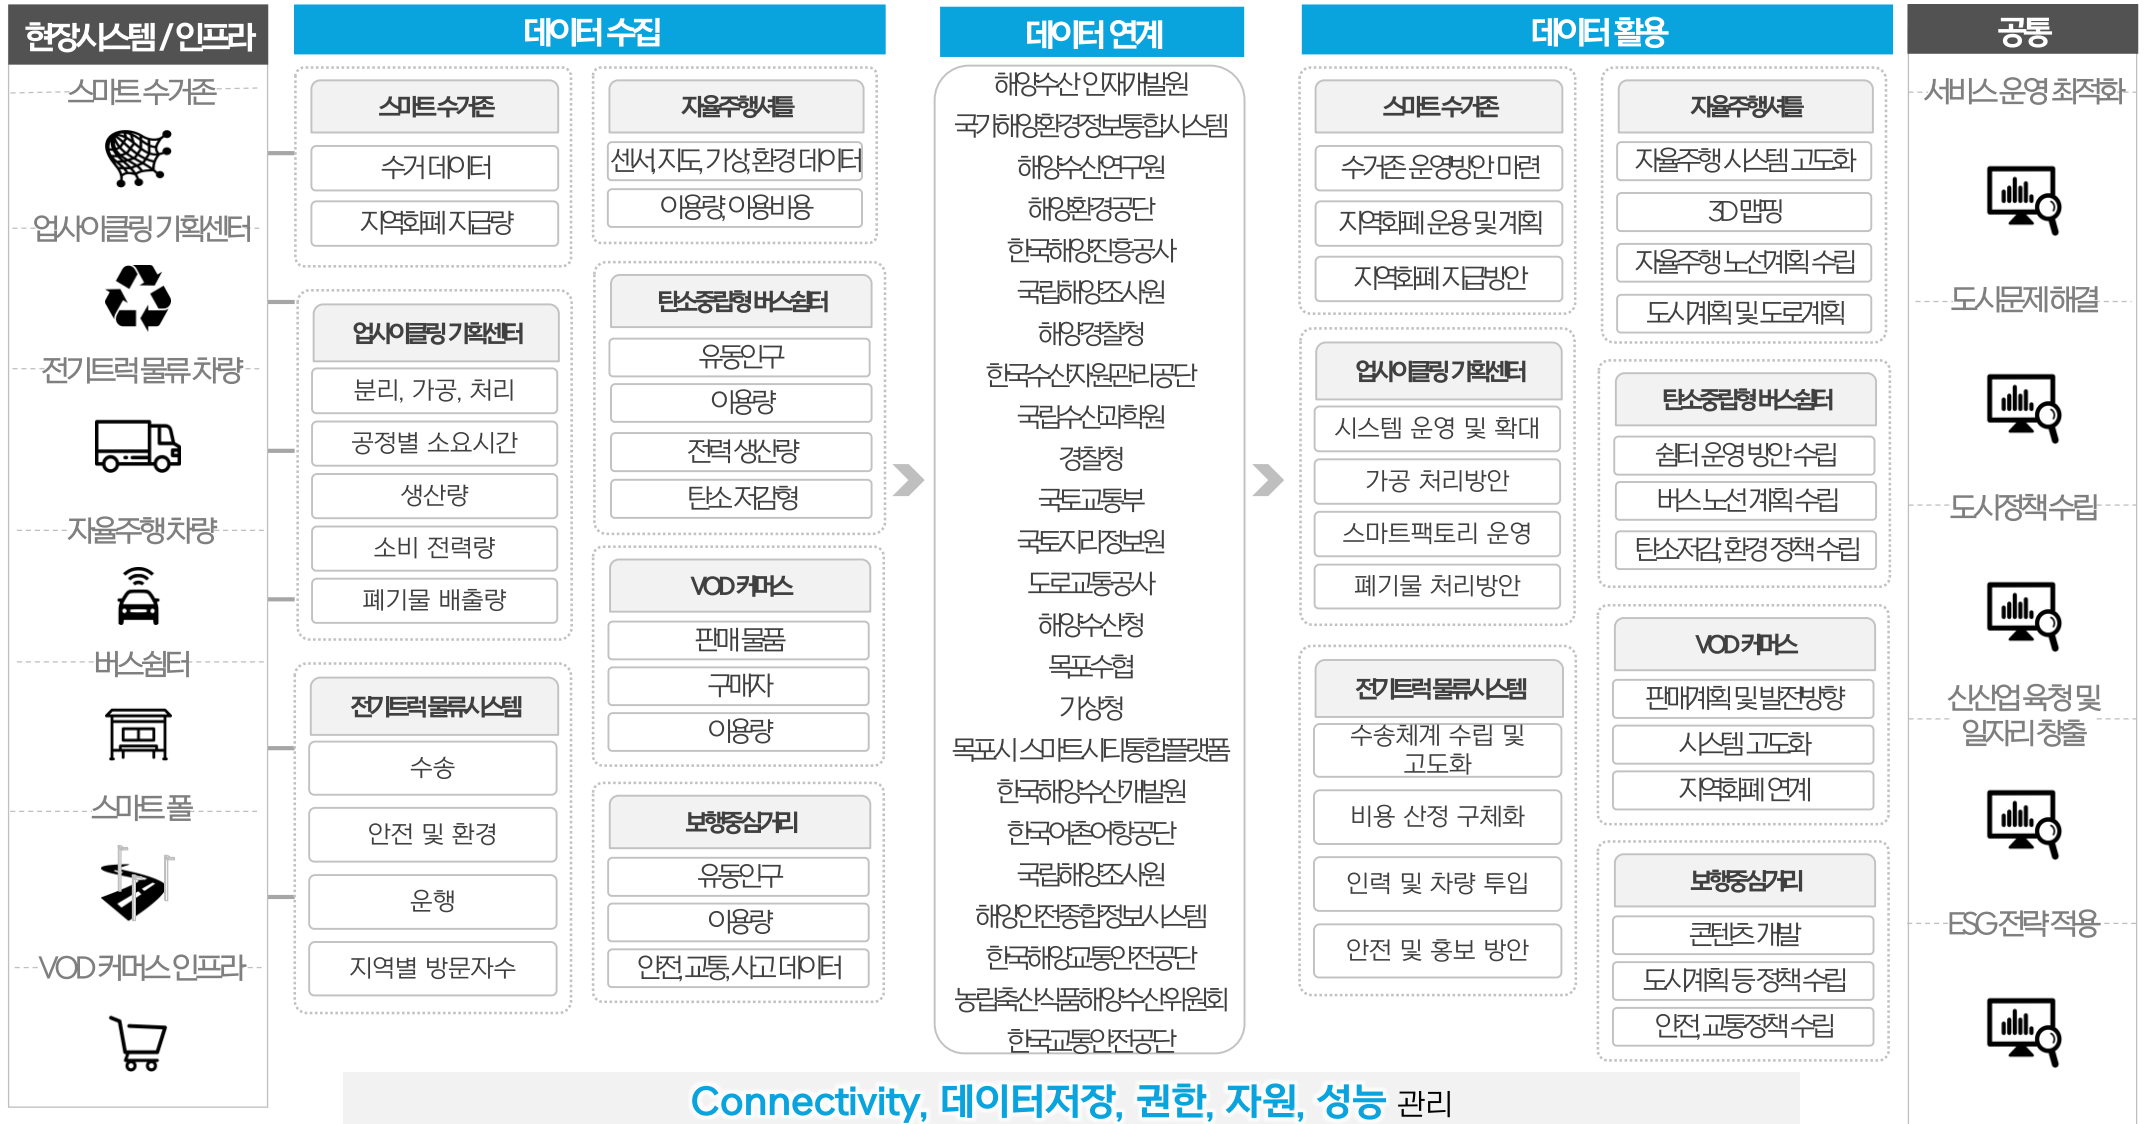 현장시스템 / 인프라
스마트 수거존
업사이클링 기획센터
전기트럭 물류 차량
자율주행 차량
버스쉼터
스마트 폴
VOD 커머스 인프라
데이터 수집
스마트 수거존
수거 데이터
지역화폐 지급량
업사이클링 기획센터
분리, 가공, 처리
공정별 소요시간
생산량
소비 전력량
폐기물 배출량
전기트럭 물류시스템
수송
안전 및 환경
운행
지역별 방문자수
자율주행셔틀
센서, 지도, 기상, 환경 데이터
이용량, 이용비용
탄소중립형 버스쉼터
유동인구
이용량
전력 생산량
탄소 저감형
VOD 커머스
판매 물품
구매자
이용량
보행중심거리
유동인구
이용량
안전, 교통, 사고 데이터
데이터 연계
해양수산 인재개발원
국가해양환경정보통합시스템
해양수산연구원
해양환경공단
한국해양진흥공사
국립해양조사원
해양경찰청
한국수산자원관리공단
국립수산과학원
경찰청
국토교통부
국토지리정보원
도로교통공사
해양수산청
목포수협
기상청
목포시 스마트시티통합플랫폼
한국해양수산개발원
한국어촌어항공단
국립해양조사원
해양안전종합정보시스템
한국해양교통안전공단
농림축산식품해양수산위원회
한국교통안전공단
데이터 활용
스마트 수거존
수거존 운영방안 마련
지역화폐 운용 및 계획
지역화폐 지급방안
업사이클링 기획센터
시스템 운영 및 확대
가공 처리방안
스마트팩토리 운영
폐기물 처리방안
전기트럭 물류시스템
수송체계 수립 및
고도화
비용 산정 구체화
인력 및 차량 투입
안전 및 홍보 방안
자율주행셔틀
자율주행 시스템 고도화
3D 맵핑
자율주행 노선계획 수립
도시계획 및 도로계획
탄소중립형 버스쉼터
쉼터 운영 방안 수립
버스 노선 계획 수립
탄소저감, 환경 정책 수립
VOD 커머스
판매계획 및 발전방향
시스템 고도화
지역화폐 연계
보행중심거리
콘텐츠 개발
도시계획 등 정책 수립
안전, 교통정책 수립
공통
서비스 운영 최적화
도시문제 해결
도시정책 수립
신산업 육청 및
일자리 창출
ESG 전략 적용
Connectivity, 데이터저장, 권한, 자원, 성능 관리